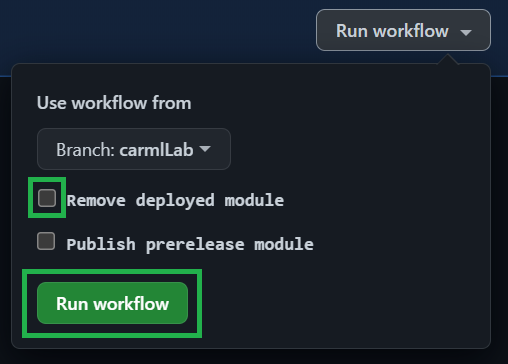 Run workflow
Use workflow from
Branch: carmlLab
Remove deployed module
Publish prerelease module
Run workflow